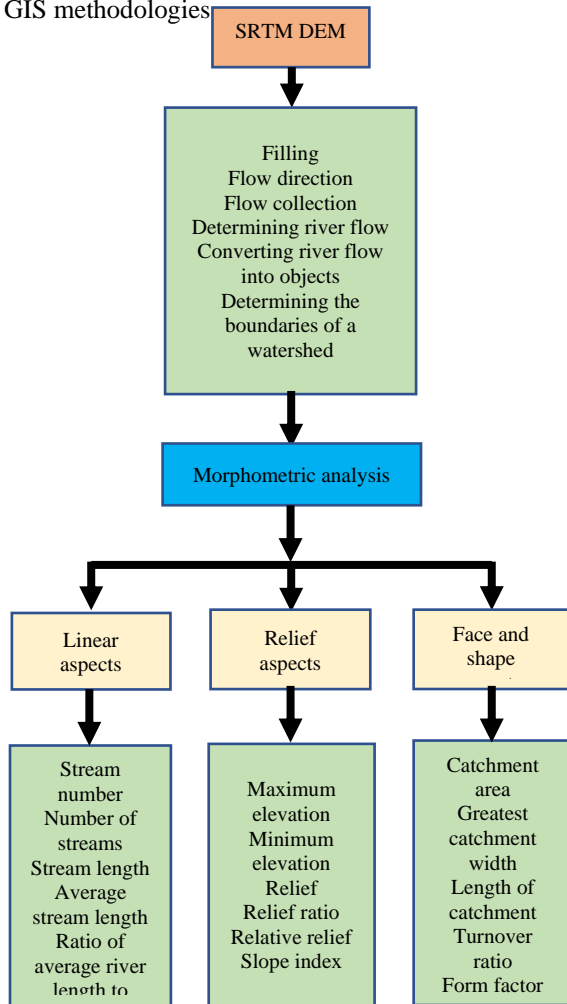 GIS methodologies
SRTM DEM
Filling
Flow direction
Flow collection
Determining river flow
Converting river flow
into objects
Determining the
boundaries of a
watershed
Morphometric analysis
Linear
aspects
Relief
aspects
Face and
shape
Stream
number
Number of
streams
Stream length
Average
stream length
Ratio of
average river
length to
Maximum
elevation
Minimum
elevation
Relief
Relief ratio
Relative relief
Slope index
Catchment
area
Greatest
catchment
width
Length of
catchment
Turnover
ratio
Form factor